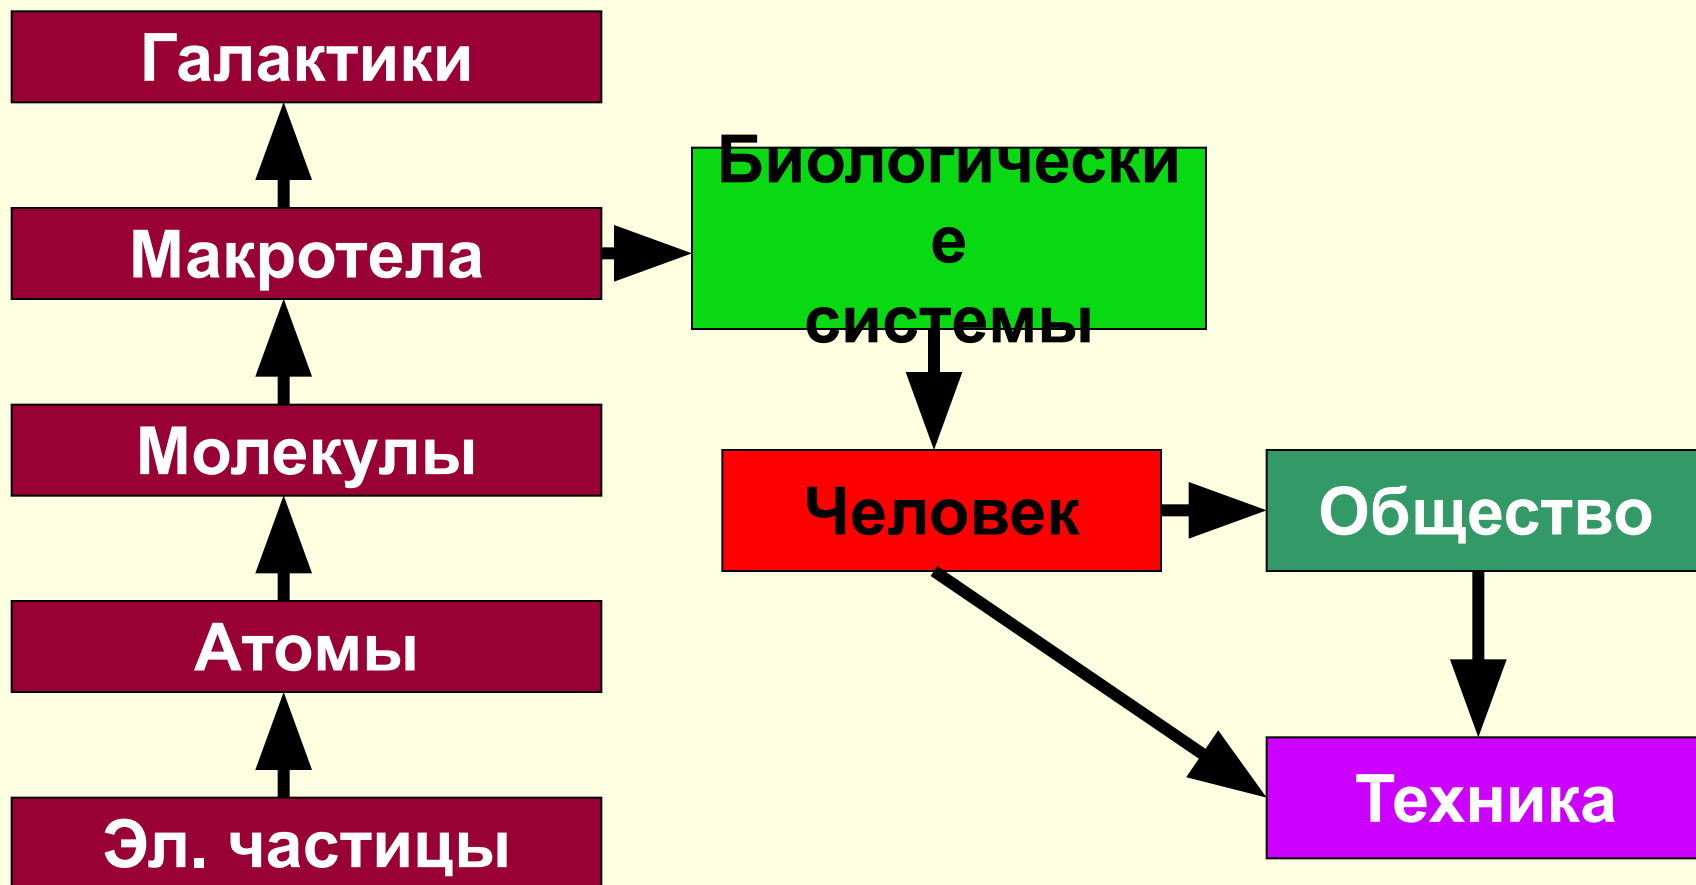 Галактики
Биологически
е
системы
Макротела
Молекулы
Человек
Общество
Атомы
Техника
Эл. частицы